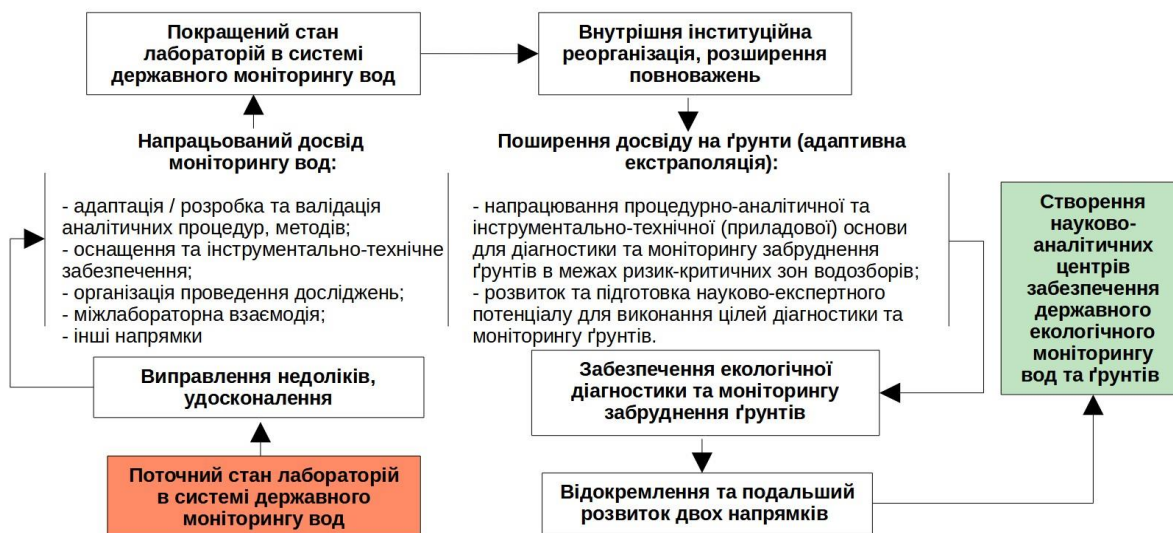 Покращений стан
лабораторій в системі
державного моніторингу вод
Внутрішня інституційна
реорганізація, розширення
повноважень
Напрацьований досвід
моніторингу вод:
- адаптація / розробка та валідація
аналітичних процедур, методів;
- оснащення та інструментально-технічне
забезпечення;
- організація проведення досліджень;
- міжлабораторна взаємодія;
- інші напрямки
Поширення досвіду на ґрунти (адаптивна
екстраполяція):
- напрацювання процедурно-аналітичної та
інструментально-технічної (приладової) основи
для діагностики та моніторингу забруднення
ґрунтів в межах ризик-критичних зон водозборів;
- розвиток та підготовка науково-експертного
потенціалу для виконання цілей діагностики та
моніторингу ґрунтів.
Створення
науково-
аналітичних
центрів
забезпечення
державного
екологічного
моніторингу
вод та ґрунтів
Виправлення недоліків,
удосконалення
Забезпечення екологічної
діагностики та моніторингу
забруднення ґрунтів
Поточний стан лабораторій
в системі державного
моніторингу вод
Відокремлення та подальший
розвиток двох напрямків